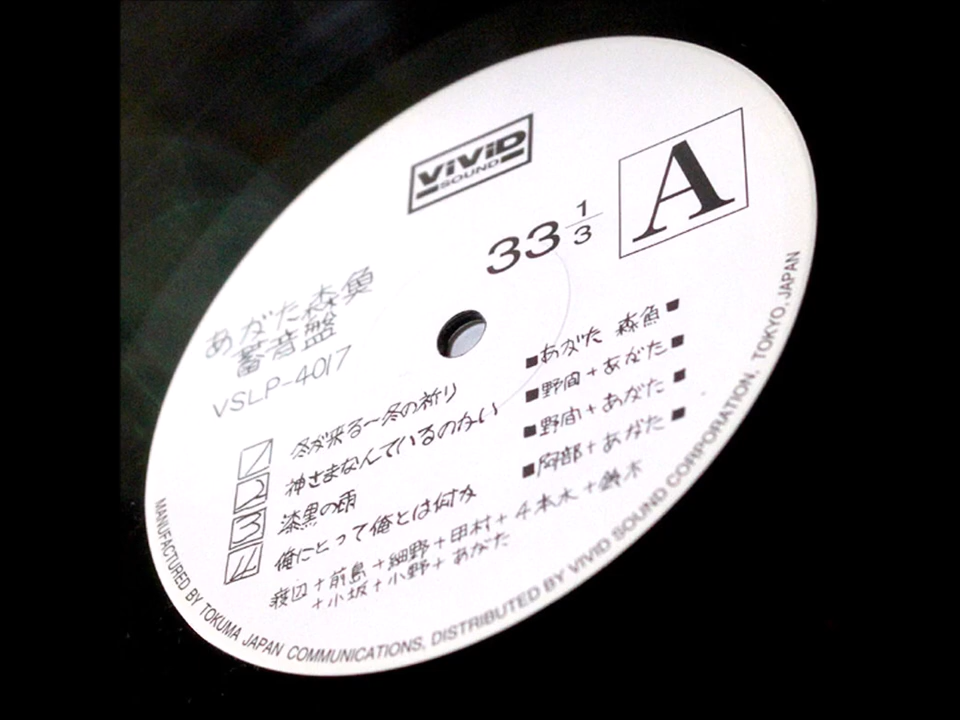 ViViD
SOUND
33 1/3
A
あがた森魚
蓄音盤
VSLP-4017
1 冬が来る〜冬の祈り ■あがた 森魚■
2 神さまなんているのかい ■野間+あがた■
3 漆黒の雨 ■野間+あがた■
4 俺にとって俺とは何か ■阿部+あがた■
渡辺+前島+細野+田村+4本木+鈴木
+小坂+小野+あがた
MANUFACTURED BY TOKUMA JAPAN COMMUNICATIONS, DISTRIBUTED BY VIVID SOUND CORPORATION, TOKYO, JAPAN